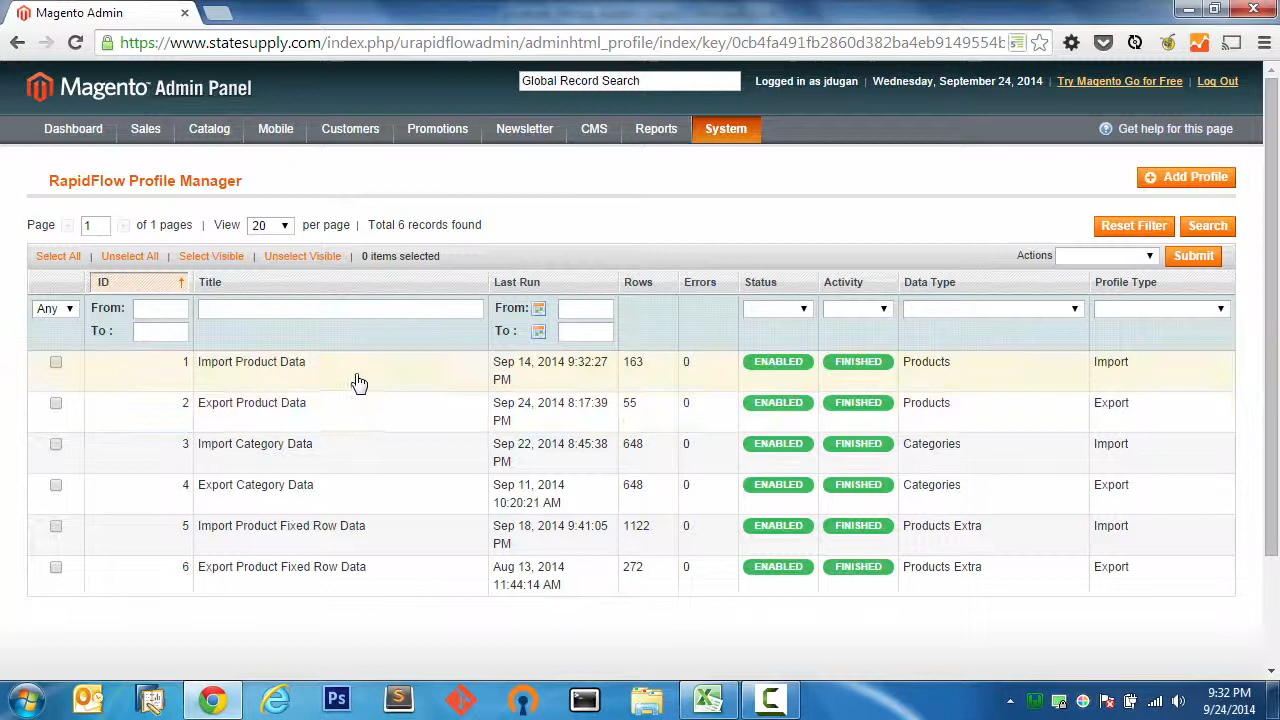 Magento Admin
https://www.statesupply.com/index.php/urapidflowadmin/adminhtml_profile/index/key/0cb4fa491fb2860d382ba4eb9149554b
Magento Admin Panel
Global Record Search
Logged in as jdugan | Wednesday, September 24, 2014 | Try Magento Go for Free | Log Out
Dashboard Sales Catalog Mobile Customers Promotions Newsletter CMS Reports System
Get help for this page
RapidFlow Profile Manager
Add Profile
Page 1 of 1 pages | View 20 per page | Total 6 records found
Reset Filter Search
Select All | Unselect All | Select Visible | Unselect Visible | 0 items selected
Actions Submit
ID Title Last Run Rows Errors Status Activity Data Type Profile Type
Any From: From:
To : To :
1 Import Product Data Sep 14, 2014 9:32:27 PM 163 0 ENABLED FINISHED Products Import
2 Export Product Data Sep 24, 2014 8:17:39 PM 55 0 ENABLED FINISHED Products Export
3 Import Category Data Sep 22, 2014 8:45:38 PM 648 0 ENABLED FINISHED Categories Import
4 Export Category Data Sep 11, 2014 10:20:21 AM 648 0 ENABLED FINISHED Categories Export
5 Import Product Fixed Row Data Sep 18, 2014 9:41:05 PM 1122 0 ENABLED FINISHED Products Extra Import
6 Export Product Fixed Row Data Aug 13, 2014 11:44:14 AM 272 0 ENABLED FINISHED Products Extra Export
Ps
9:32 PM
9/24/2014